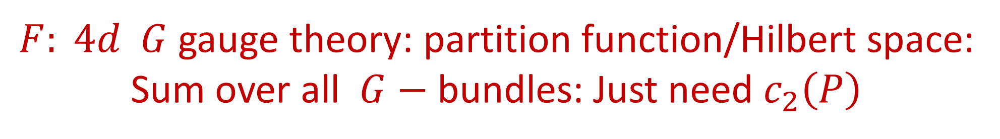 F: 4d G gauge theory: partition function/Hilbert space:
Sum over all G − bundles: Just need c₂(P)